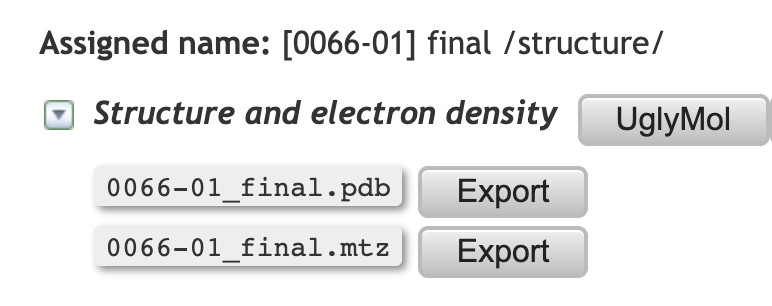 Assigned name: [0066-01] final /structure/
Structure and electron density UglyMol
0066-01_final.pdb Export
0066-01_final.mtz Export